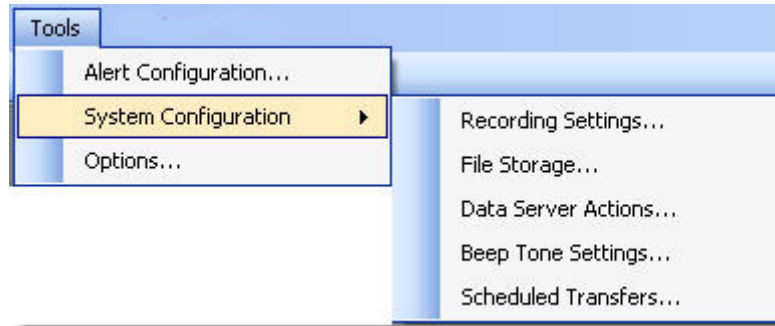 Tools
Alert Configuration...
System Configuration
Options...
Recording Settings...
File Storage...
Data Server Actions...
Beep Tone Settings...
Scheduled Transfers...